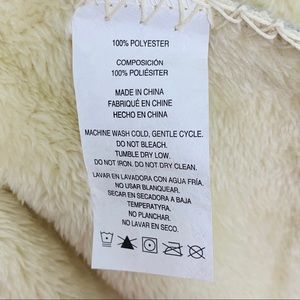 100% POLYESTER
COMPOSICIÓN
100% POLIÉSITER
MADE IN CHINA
FABRIQUÉ EN CHINE
HECHO EN CHINA
MACHINE WASH COLD, GENTLE CYCLE.
DO NOT BLEACH.
TUMBLE DRY LOW.
DO NOT IRON. DO NOT DRY CLEAN.
LAVAR EN LAVADORA CON AGUA FRÍA.
NO USAR BLANQUEAR.
SECAR EN SECADORA A BAJA
TEMPERATYRA.
NO PLANCHAR.
NO LAVAR EN SECO.